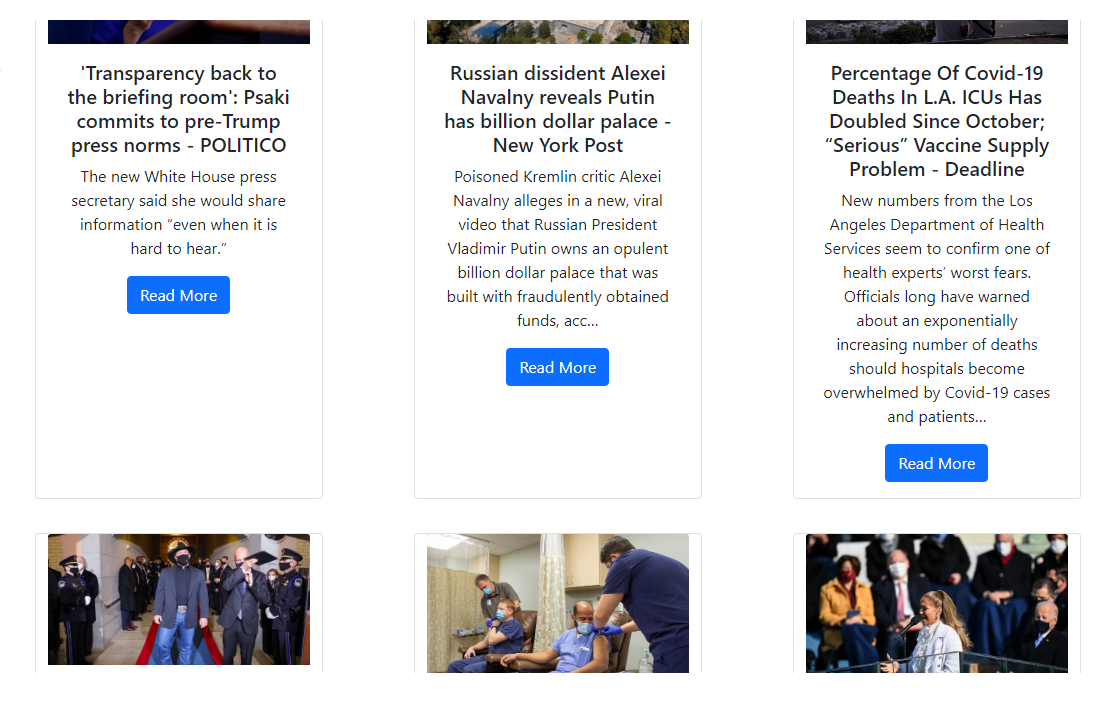 'Transparency back to
the briefing room': Psaki
commits to pre-Trump
press norms - POLITICO
The new White House press
secretary said she would share
information “even when it is
hard to hear.”
Read More
Russian dissident Alexei
Navalny reveals Putin
has billion dollar palace -
New York Post
Poisoned Kremlin critic Alexei
Navalny alleges in a new, viral
video that Russian President
Vladimir Putin owns an opulent
billion dollar palace that was
built with fraudulently obtained
funds, acc...
Read More
Percentage Of Covid-19
Deaths In L.A. ICUs Has
Doubled Since October;
“Serious” Vaccine Supply
Problem - Deadline
New numbers from the Los
Angeles Department of Health
Services seem to confirm one of
health experts’ worst fears.
Officials long have warned
about an exponentially
increasing number of deaths
should hospitals become
overwhelmed by Covid-19 cases
and patients...
Read More